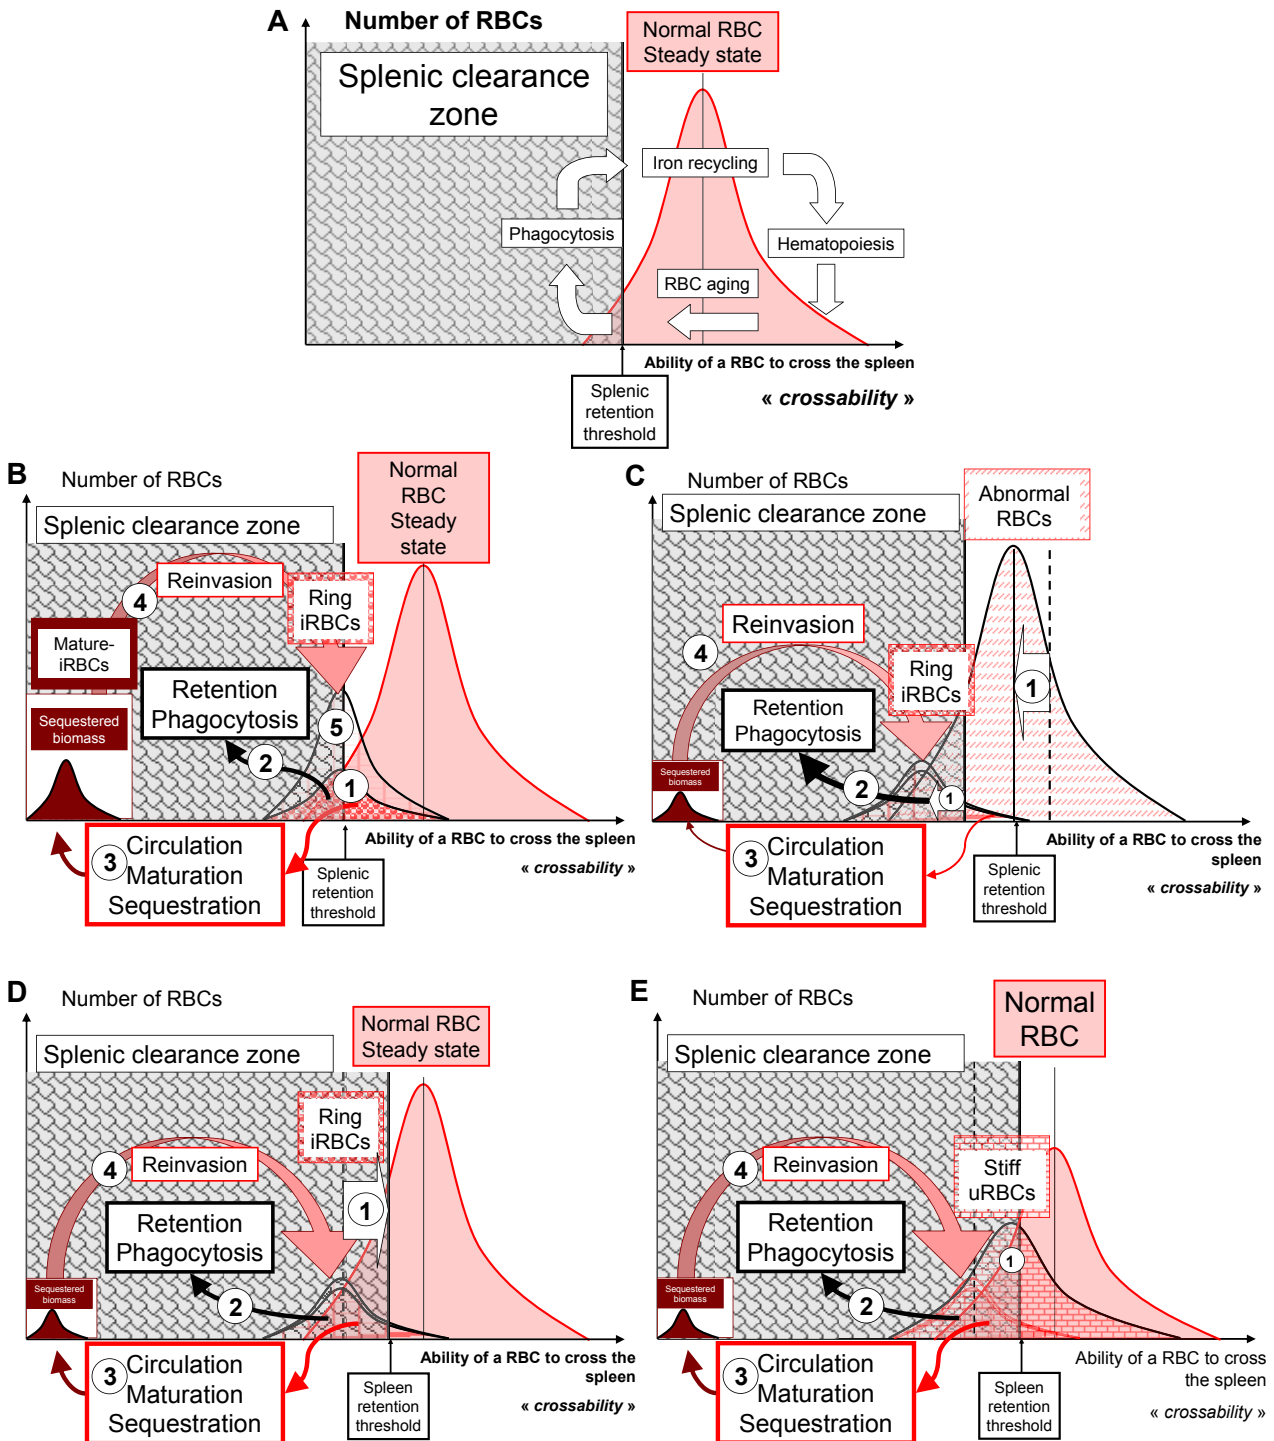 A
Number of RBCs
Normal RBC
Steady state
Splenic clearance
zone
Iron recycling
Phagocytosis
Hematopoiesis
RBC aging
Ability of a RBC to cross the spleen
« crossability »
Splenic
retention
threshold
B
Number of RBCs
Normal
RBC
Steady
state
Splenic clearance zone
Reinvasion
4
Ring
iRBCs
Mature-
iRBCs
Retention
Phagocytosis
5
Sequestered
biomass
2
1
Ability of a RBC to cross the spleen
« crossability »
3
Circulation
Maturation
Sequestration
Splenic
retention
threshold
C
Number of RBCs
Abnormal
RBCs
Splenic clearance zone
Reinvasion
4
Ring
iRBCs
1
Retention
Phagocytosis
Sequestered
biomass
2
1
Ability of a RBC to cross the
spleen
« crossability »
3
Circulation
Maturation
Sequestration
Splenic
retention
threshold
D
Number of RBCs
Normal RBC
Steady state
Splenic clearance zone
Ring
iRBCs
4
Reinvasion
1
Retention
Phagocytosis
Sequestered
biomass
2
Ability of a RBC to cross the
spleen
« crossability »
3
Circulation
Maturation
Sequestration
Spleen
retention
threshold
E
Number of RBCs
Normal
RBC
Splenic clearance zone
4
Reinvasion
Stiff
uRBCs
Retention
Phagocytosis
1
Sequestered
biomass
2
Ability of a RBC to cross
the spleen
« crossability »
3
Circulation
Maturation
Sequestration
Spleen
retention
threshold